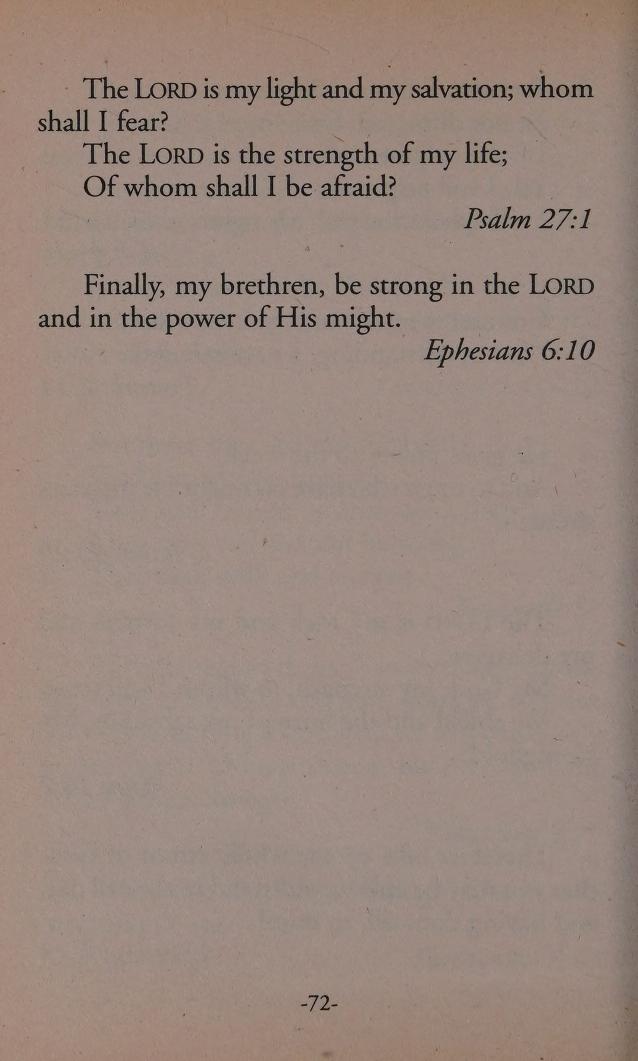 The LORD is my light and my salvation; whom
shall I fear?
The LORD is the strength of my life;
Of whom shall I be afraid?
Psalm 27:1
Finally, my brethren, be strong in the LORD
and in the power of His might.
Ephesians 6:10
-72-